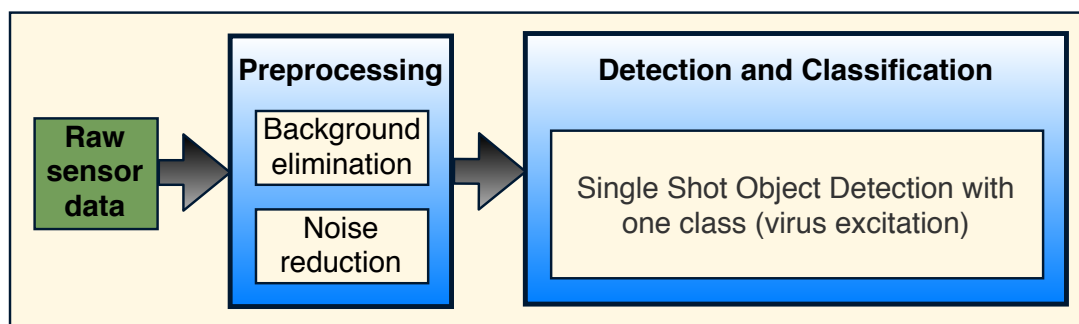 Raw
sensor
data
Preprocessing
Background
elimination
Noise
reduction
Detection and Classification
Single Shot Object Detection with
one class (virus excitation)